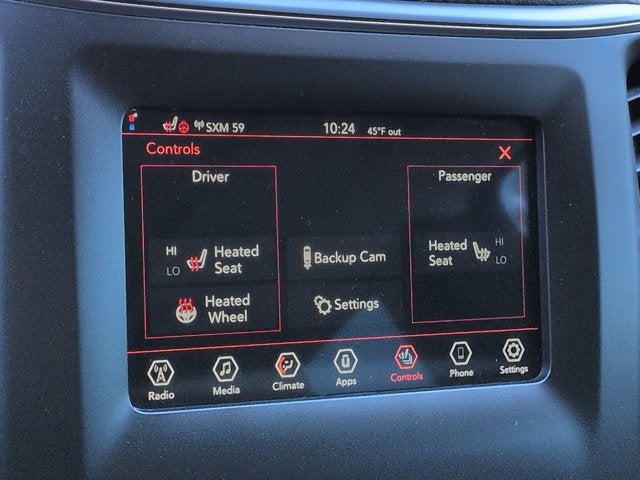 SXM 59 10:24 45°F out
Controls X
Driver Passenger
HI Heated Seat LO
Backup Cam
Heated Seat HI LO
Heated Wheel
Settings
Radio Media Climate Apps Controls Phone Settings